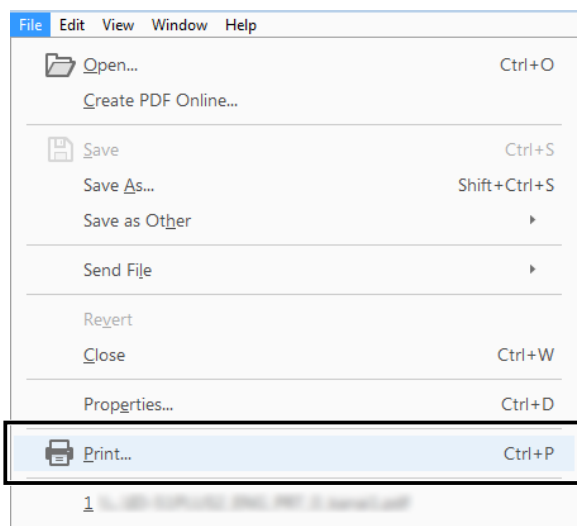 File Edit View Window Help
Open... Ctrl+O
Create PDF Online...
Save Ctrl+S
Save As... Shift+Ctrl+S
Save as Other
Send File
Revert
Close Ctrl+W
Properties... Ctrl+D
Print... Ctrl+P
1